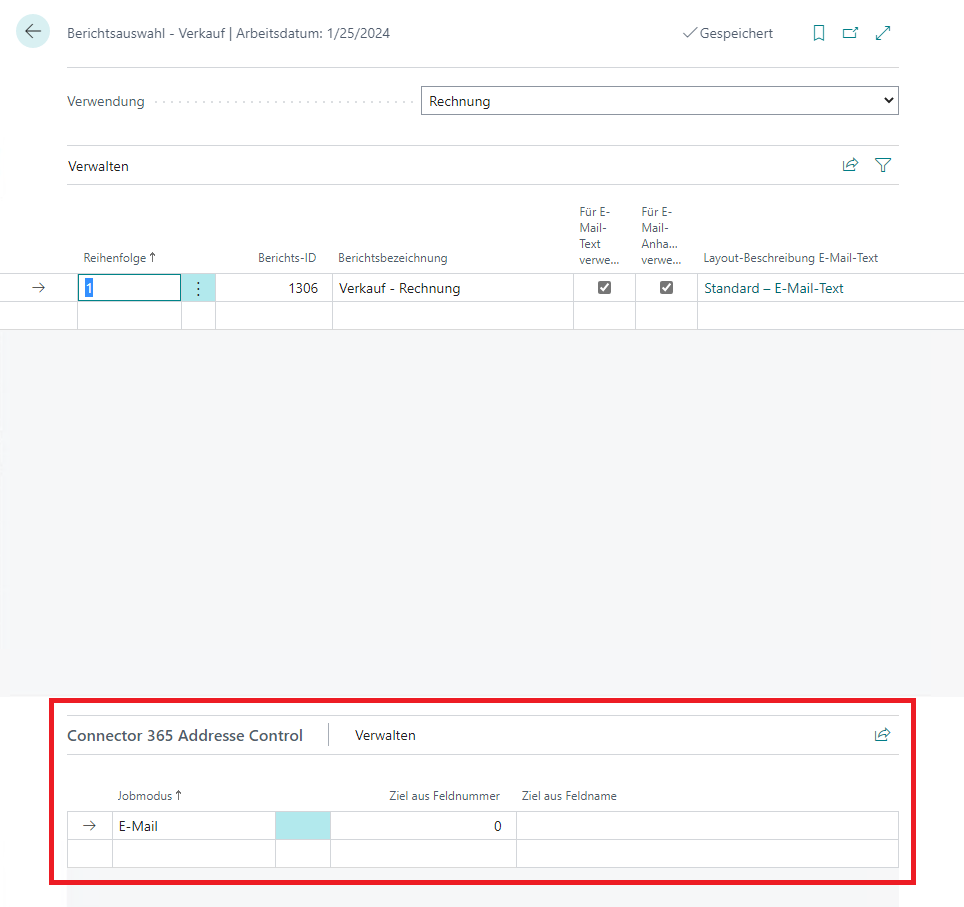 Berichtsauswahl - Verkauf | Arbeitsdatum: 1/25/2024
Gespeichert
Verwendung
Rechnung
Verwalten
Reihenfolge ↑
Berichts-ID
Berichtsbezeichnung
Für E-
Mail-
Text
verwe...
Für E-
Mail-
Anha...
verwe...
Layout-Beschreibung E-Mail-Text
1
1306
Verkauf - Rechnung
Standard – E-Mail-Text
Connector 365 Addresse Control
Verwalten
Jobmodus ↑
Ziel aus Feldnummer
Ziel aus Feldname
E-Mail
0